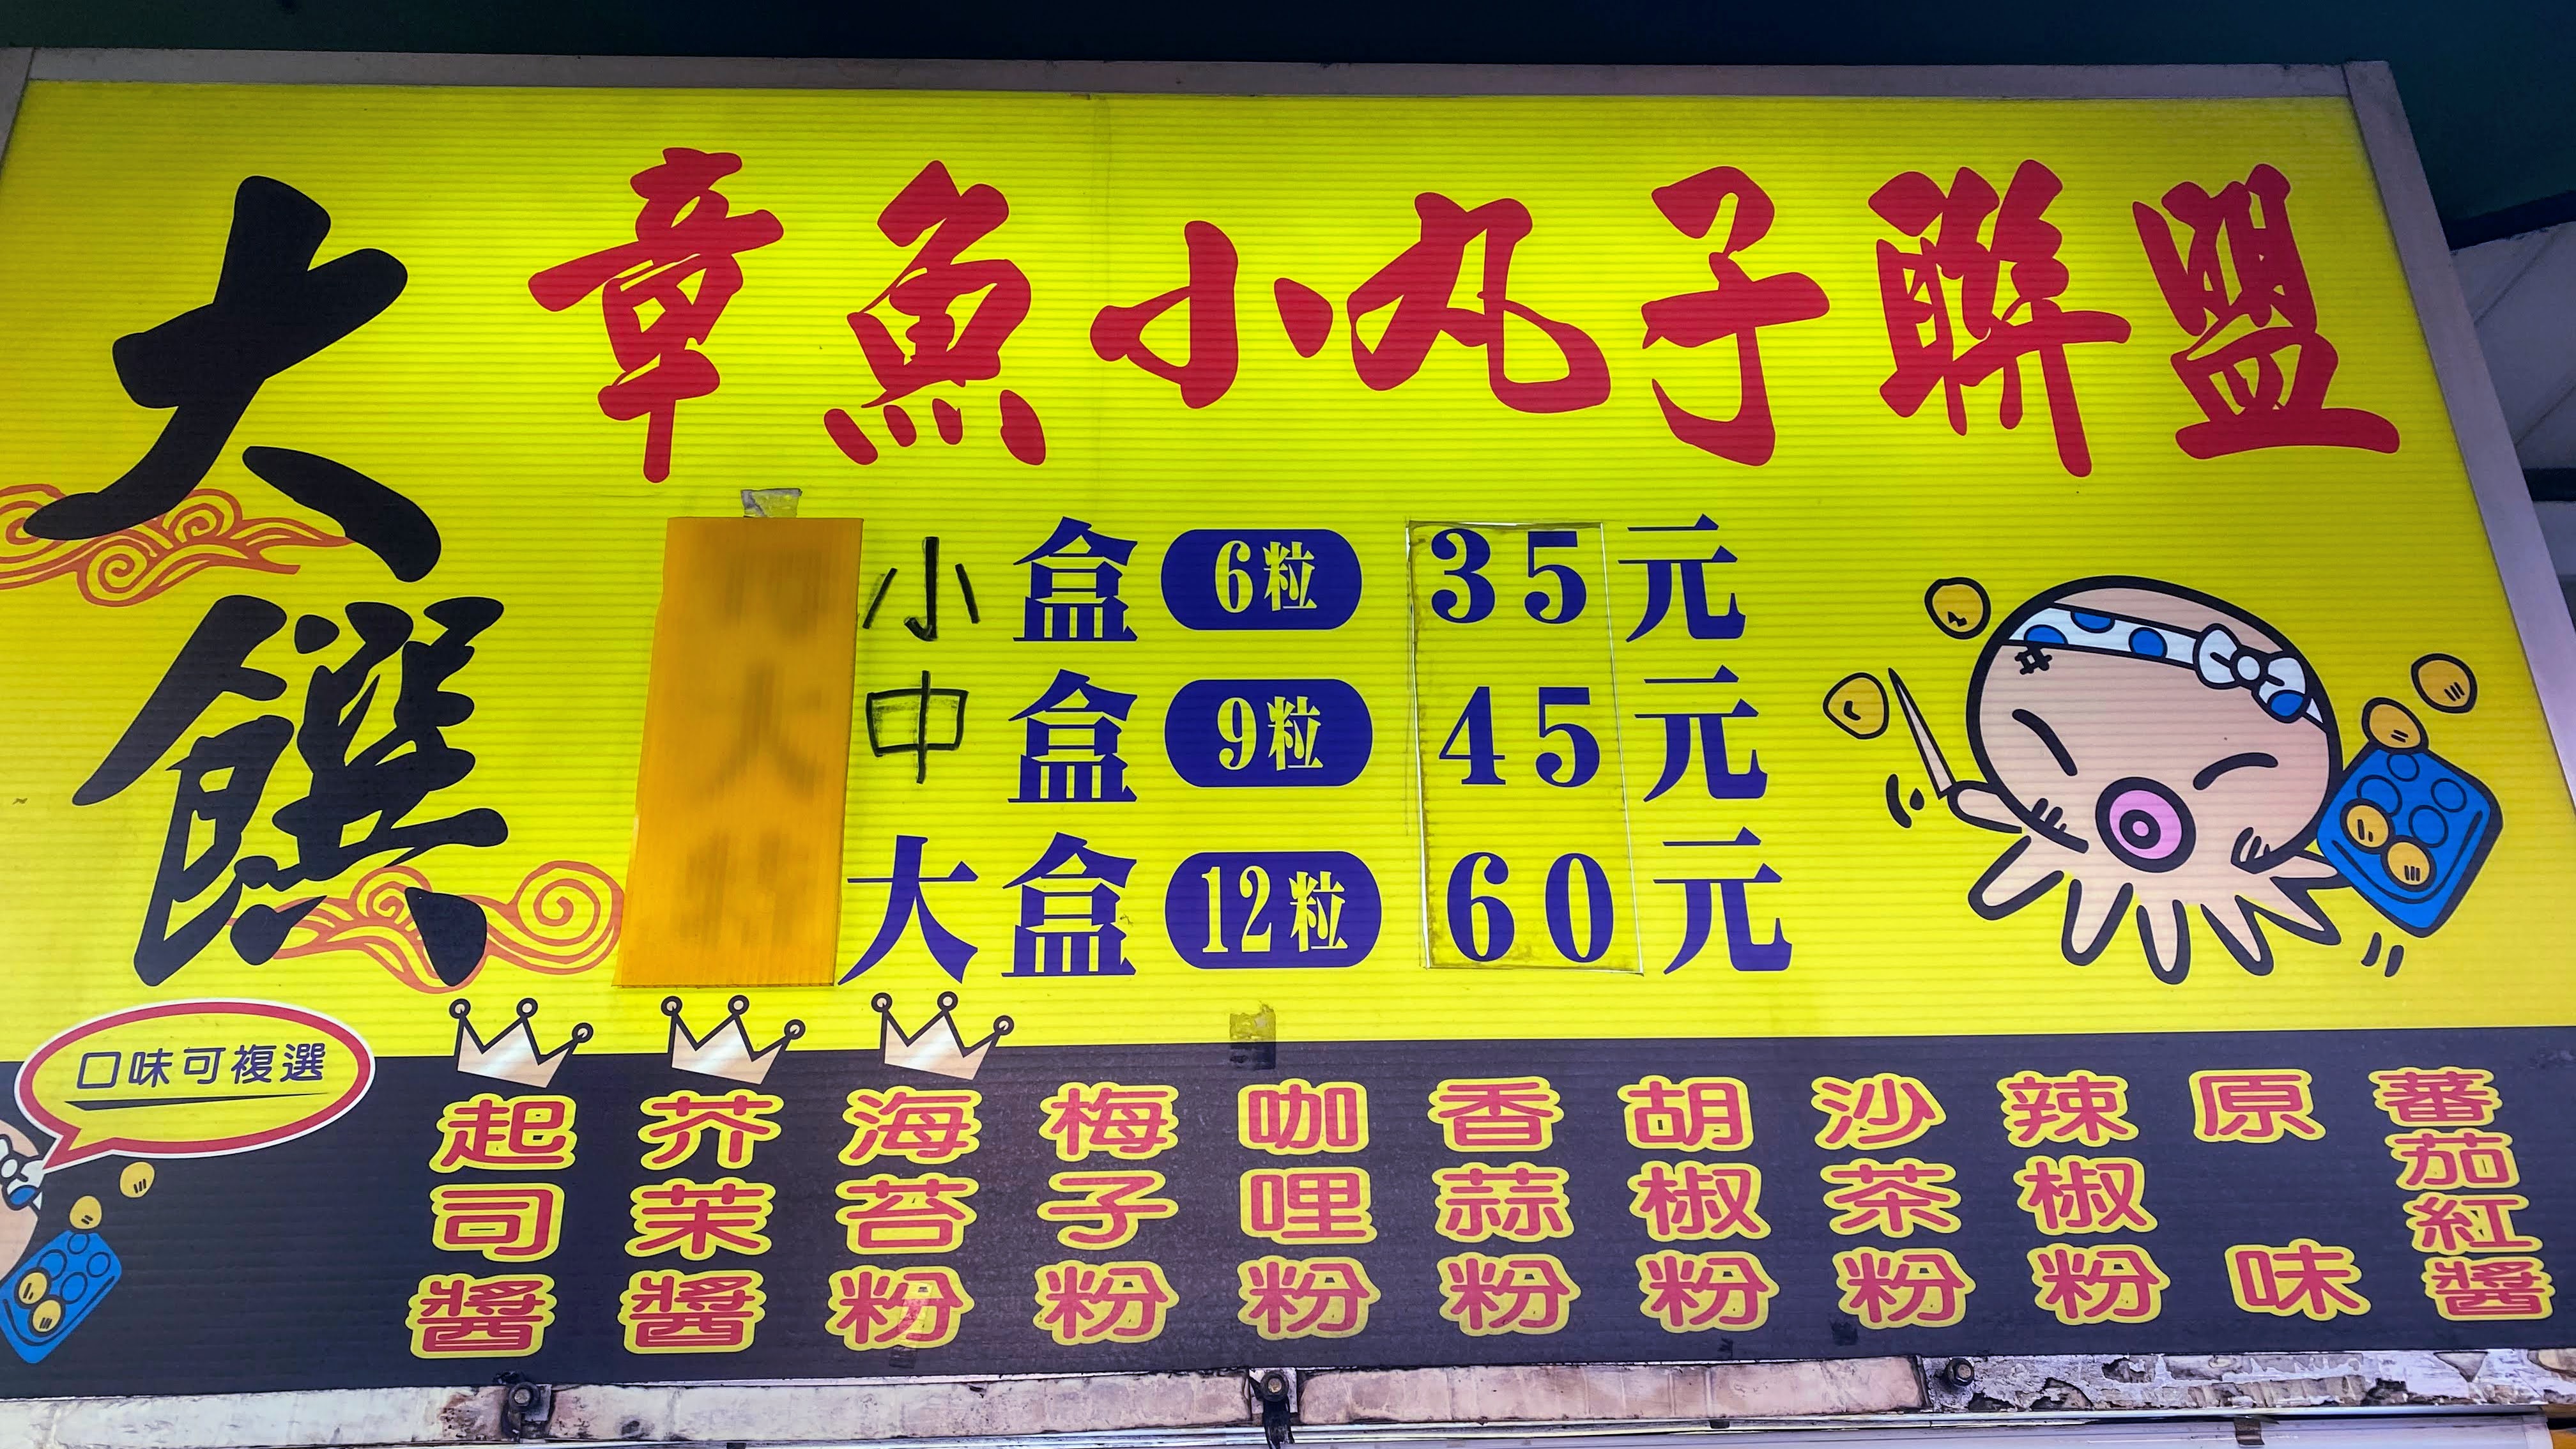 大饌
章魚小丸子聯盟
小盒 6粒 35元
中盒 9粒 45元
大盒 12粒 60元
口味可複選
起司醬
芥茉醬
海苔粉
梅子粉
咖哩粉
香蒜粉
胡椒粉
沙茶粉
辣椒粉
原味
蕃茄紅醬